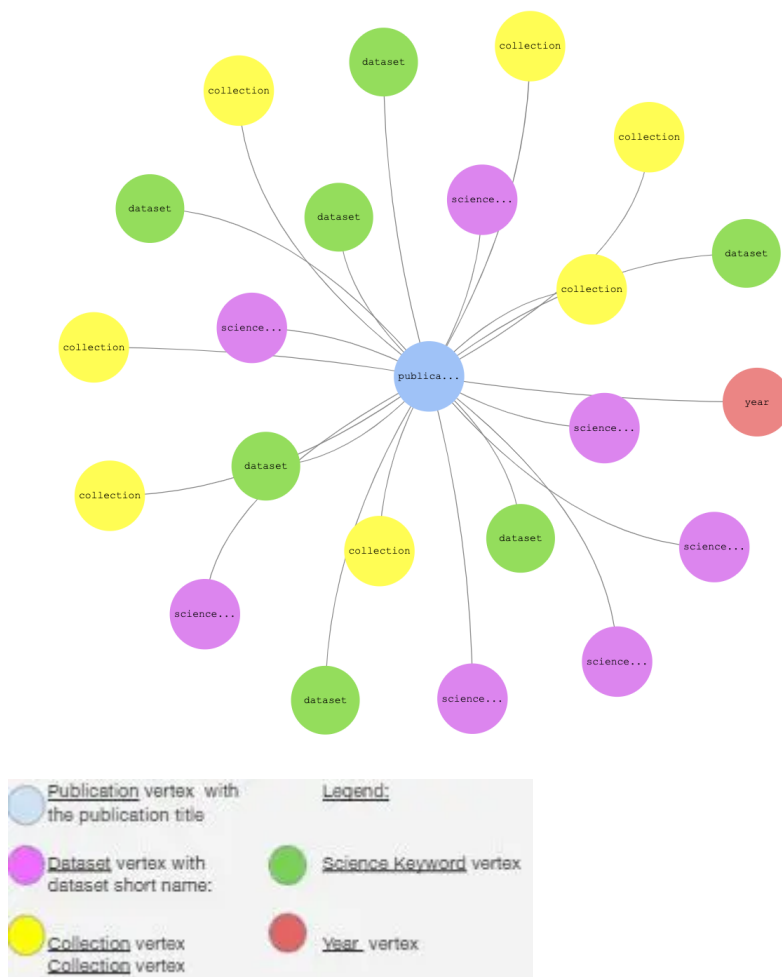 collection
dataset
collection
collection
dataset
dataset
science...
collection
dataset
collection
science...
publica...
year
science...
dataset
collection
dataset
collection
science...
science...
science...
dataset
science...
Publication vertex with
the publication title
Legend:
Dataset vertex with
dataset short name:
Science Keyword vertex
Collection vertex
Collection vertex
Year vertex